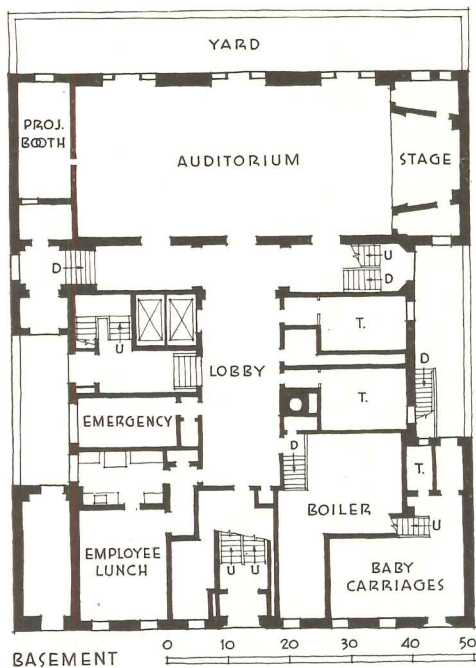 YARD
PROJ.
BOOTH
AUDITORIUM
STAGE
D
U
D
U
T.
LOBBY
D
T.
EMERGENCY
D
T.
BOILER
U
EMPLOYEE
LUNCH
U
U
BABY
CARRIAGES
BASEMENT
0
10
20
30
40
50